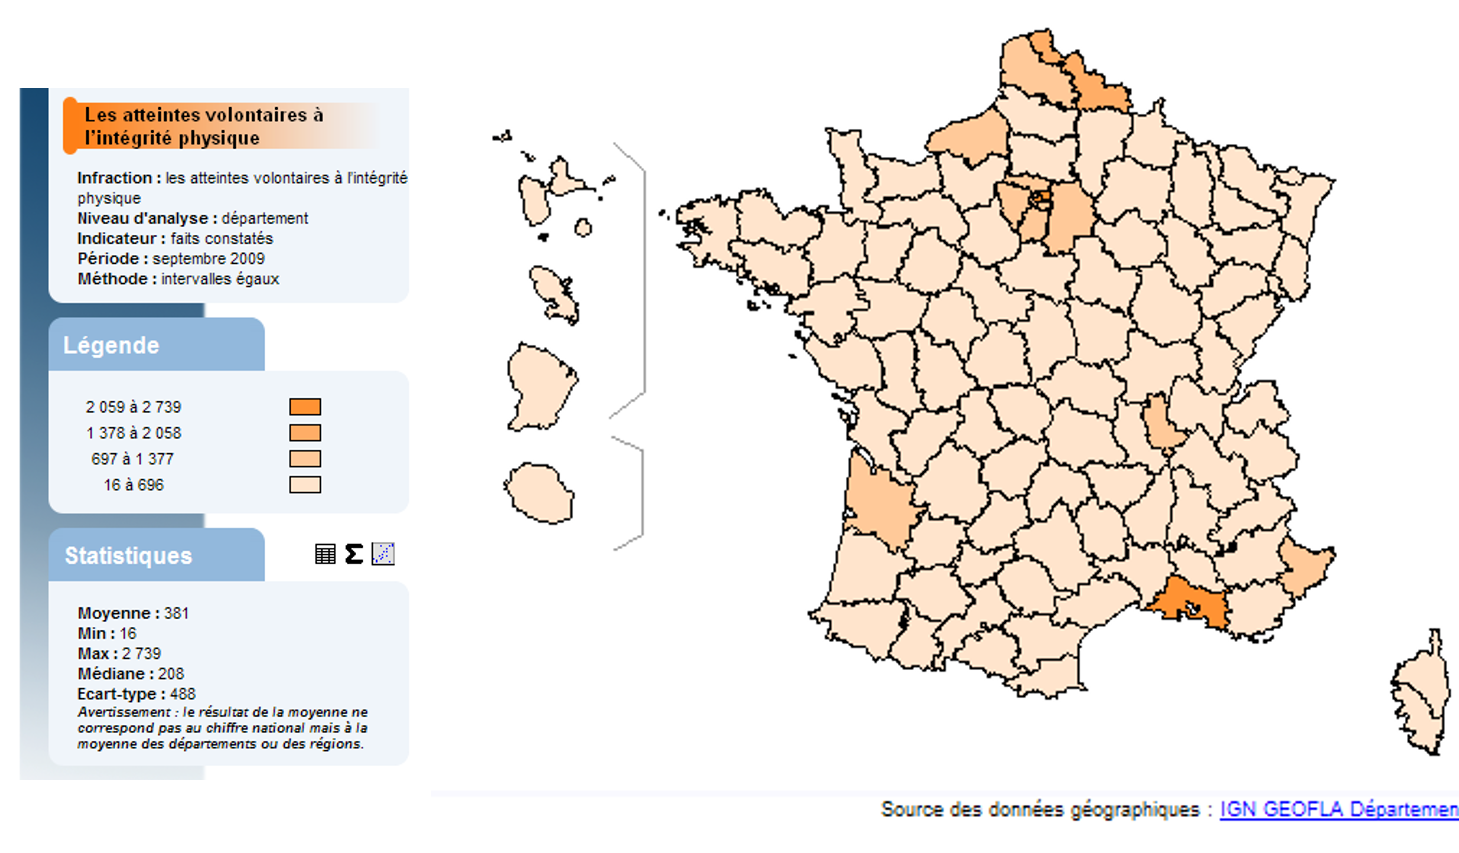 Les atteintes volontaires à
l'intégrité physique
Infraction : les atteintes volontaires à l'intégrité
physique
Niveau d'analyse : département
Indicateur : faits constatés
Période : septembre 2009
Méthode : intervalles égaux
Légende
2 059 à 2 739
1 378 à 2 058
697 à 1 377
16 à 696
Statistiques
Moyenne : 381
Min : 16
Max : 2 739
Médiane : 208
Ecart-type : 488
Avertissement : le résultat de la moyenne ne
correspond pas au chiffre national mais à la
moyenne des départements ou des régions.
Source des données géographiques : IGN GEOFLA Départemen